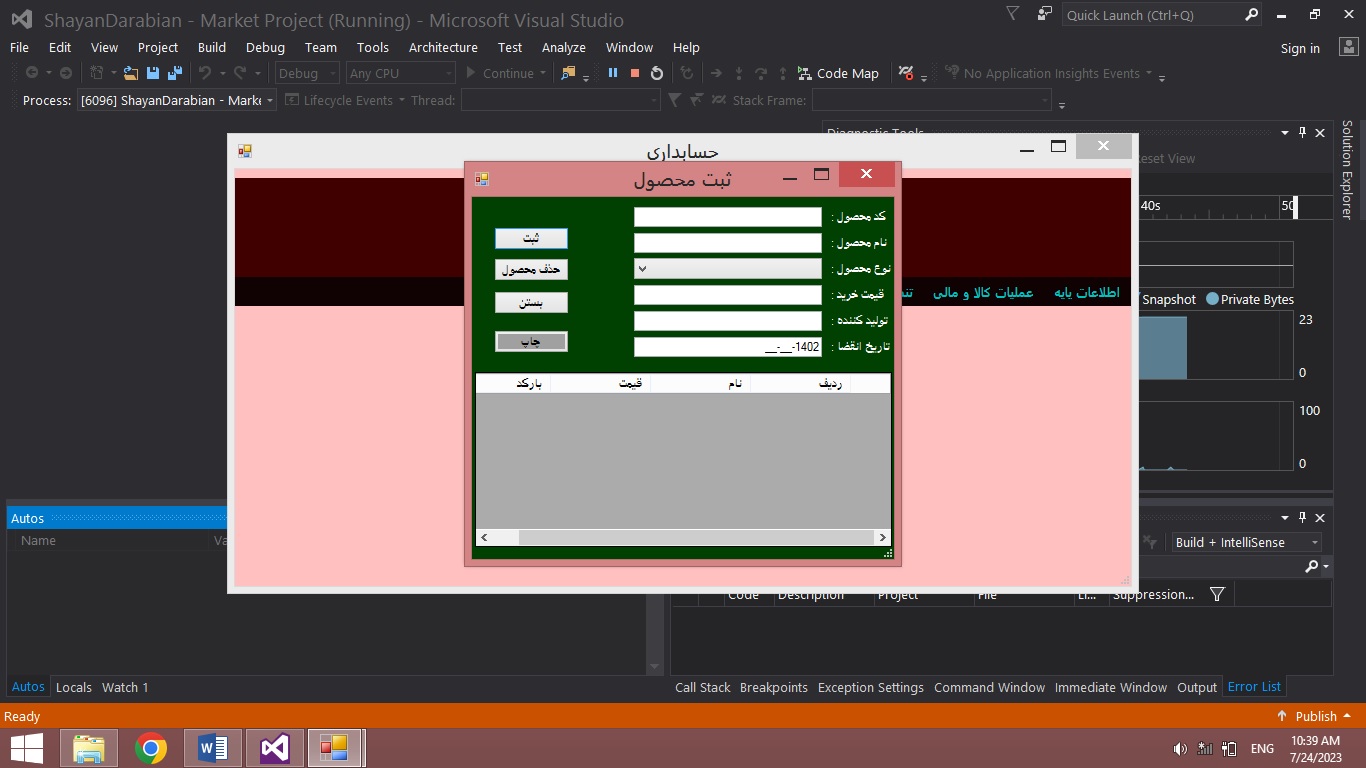 ShayanDarabian - Market Project (Running) - Microsoft Visual Studio
Quick Launch (Ctrl+Q)
File Edit View Project Build Debug Team Tools Architecture Test Analyze Window Help
Sign in
Debug Any CPU Continue Code Map No Application Insights Events
Process: [6096] ShayanDarabian - Marke Lifecycle Events Thread: Stack Frame:
Diagnostic Tools
Solution Explorer
Reset View
40s 50
Snapshot Private Bytes
23
0
100
0
حسابداری
اطلاعات پایه عملیات کالا و مالی
ثبت محصول
کد محصول :
نام محصول :
نوع محصول :
قیمت خرید :
تولید کننده :
تاریخ انقضا :
1402-__-__
ثبت
حذف محصول
بستن
چاپ
ردیف نام قیمت بارکد
Autos
Name Va
Build + IntelliSense
Code Description Project File Li... Suppression...
Autos Locals Watch 1
Call Stack Breakpoints Exception Settings Command Window Immediate Window Output Error List
Ready
Publish
ENG
10:39 AM
7/24/2023